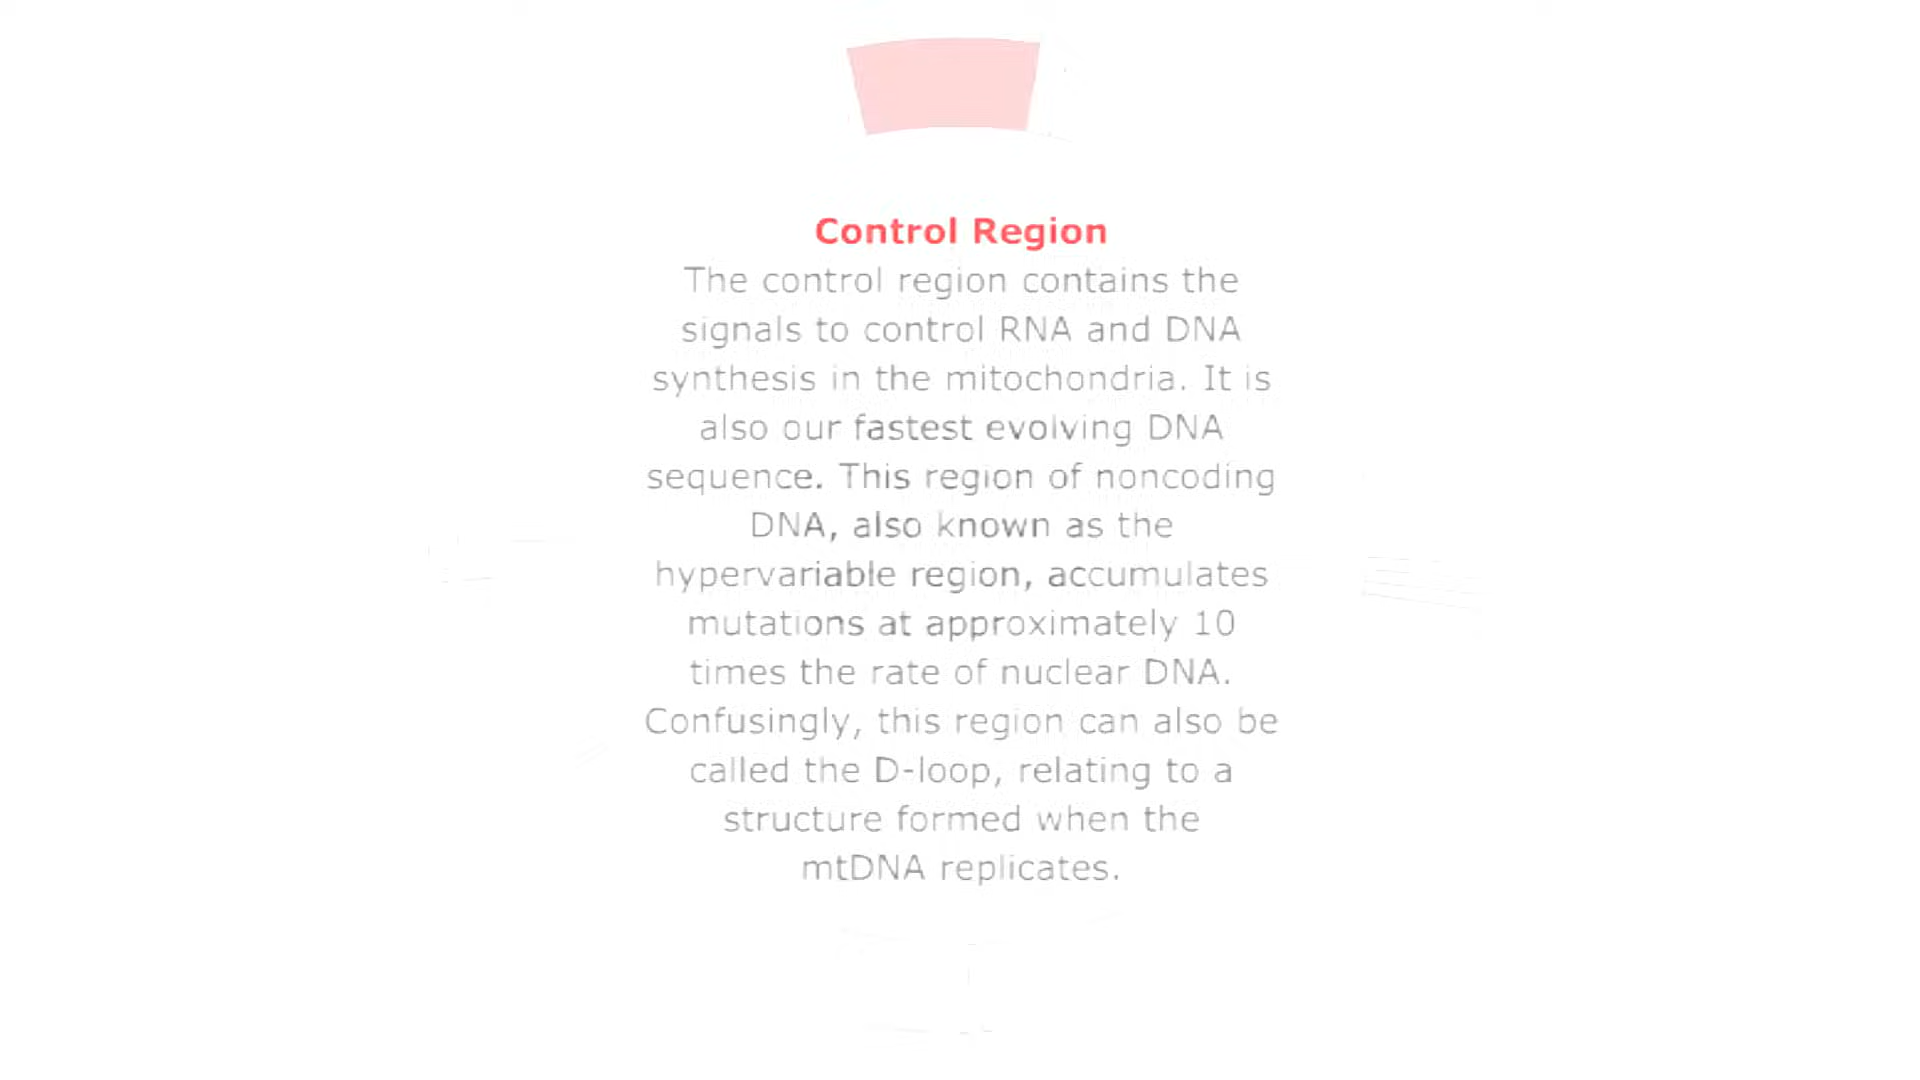 Control Region
The control region contains the
signals to control RNA and DNA
synthesis in the mitochondria. It is
also our fastest evolving DNA
sequence. This region of noncoding
DNA, also known as the
hypervariable region, accumulates
mutations at approximately 10
times the rate of nuclear DNA.
Confusingly, this region can also be
called the D-loop, relating to a
structure formed when the
mtDNA replicates.